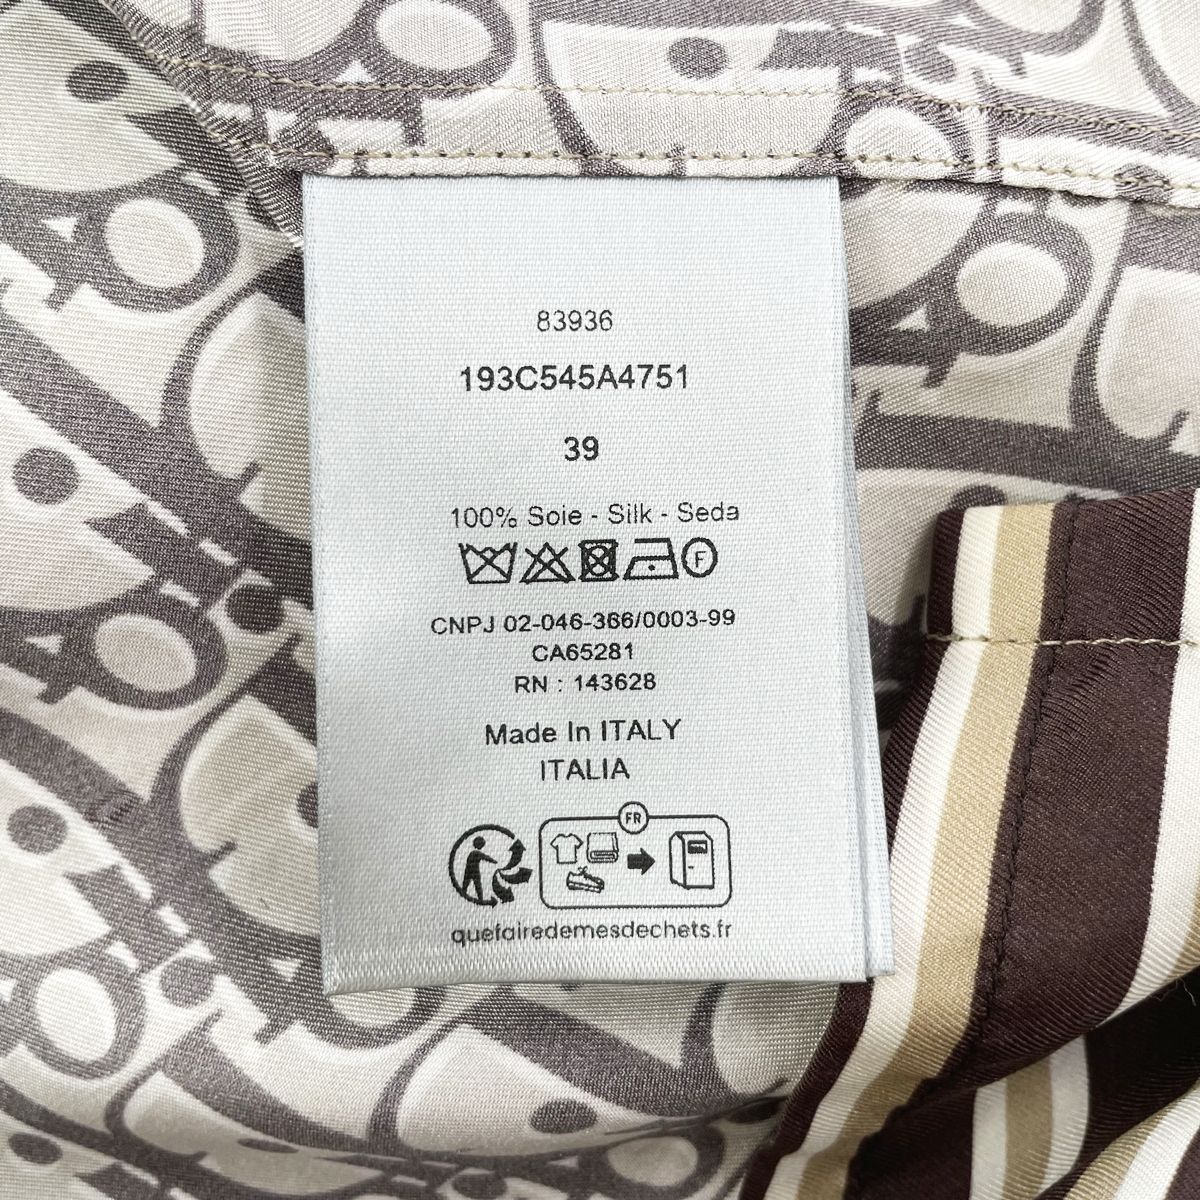 83936
193C545A4751
39
100% Soie - Silk - Seda
F
CNPJ 02-046-366/0003-99
CA65281
RN : 143628
Made In ITALY
ITALIA
FR
quefairedemesdechets.fr